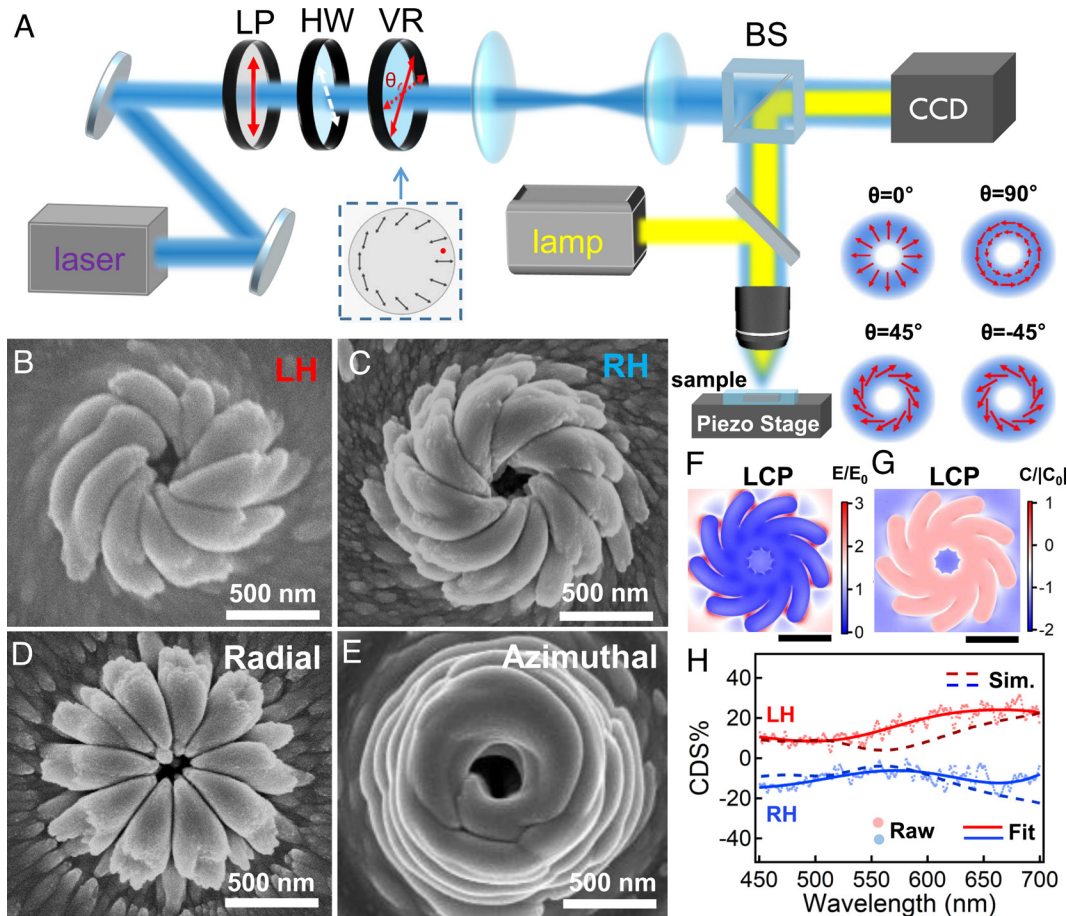 A
LP
HW
VR
BS
θ
CCD
laser
lamp
θ=0°
θ=90°
θ=45°
θ=-45°
sample
Piezo Stage
B
LH
500 nm
C
RH
500 nm
D
Radial
500 nm
E
Azimuthal
500 nm
F
LCP
E/E₀
3
2
1
0
G
LCP
C/|C₀|
1
0
-1
-2
H
CDS%
40
20
0
-20
-40
LH
RH
Sim.
Raw
Fit
450 500 550 600 650 700
Wavelength (nm)